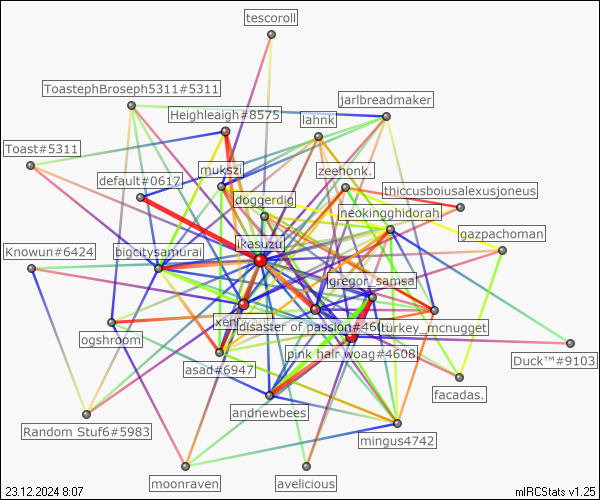 tescoroll
ToastephBroseph5311#5311
jarlbreadmaker
Heighleaigh#8575
lahnk
Toast#5311
mukszi
zeehonk.
default#0617
thiccusboiusalexusjoneus
doggerdig
neokingghidorah
gazpachoman
ikasuzu
bigcitysamurai
Knowun#6424
gregor_samsa
xen
disaster of passion#460
turkey_mcnugget
ogshroom
pink hair woag#4608
Duck™#9103
asad#6947
facadas.
andnewbees
Random Stuf6#5983
mingus4742
moonraven
avelicious
23.12.2024 8:07
mIRCStats v1.25